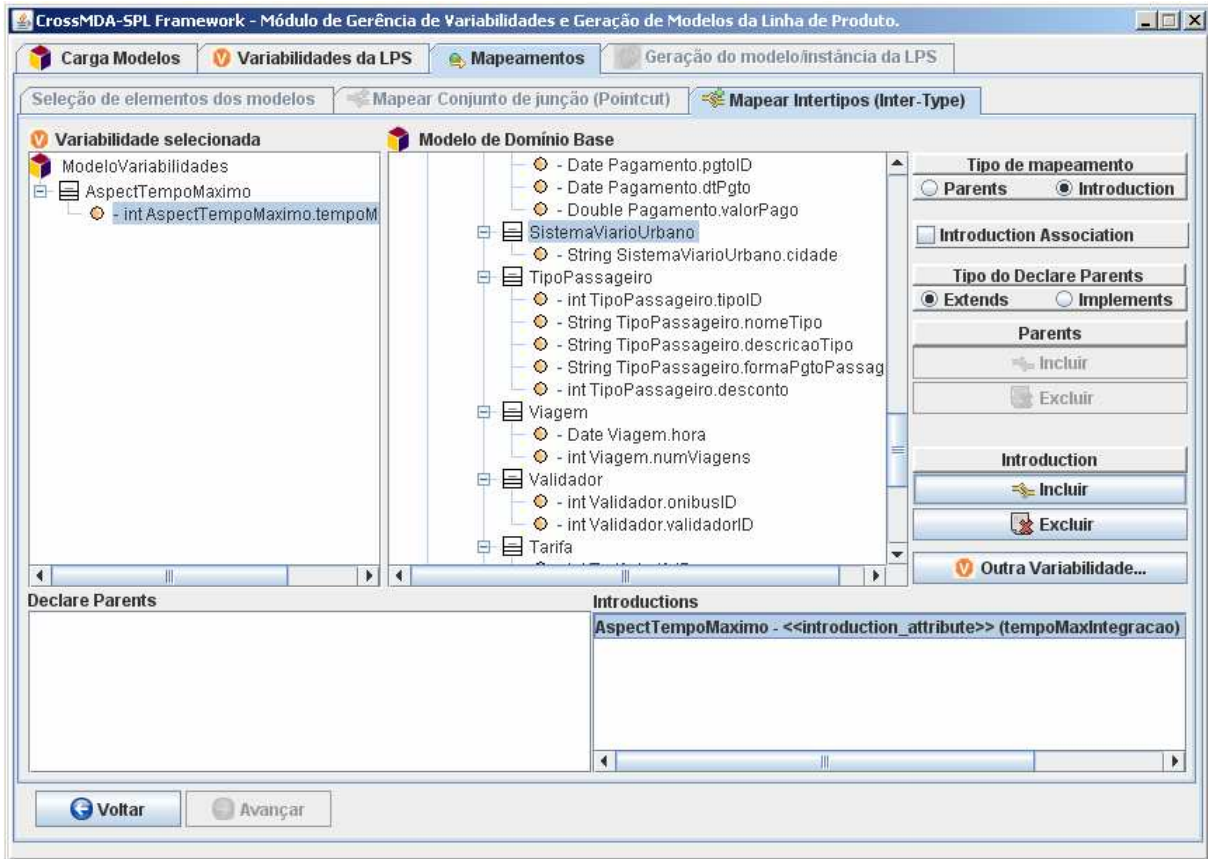 CrossMDA-SPL Framework - Módulo de Gerência de Variabilidades e Geração de Modelos da Linha de Produto.
Carga Modelos
Variabilidades da LPS
Mapeamentos
Geração do modelo/instância da LPS
Seleção de elementos dos modelos
Mapear Conjunto de junção (Pointcut)
Mapear Intertipos (Inter-Type)
Variabilidade selecionada
ModeloVariabilidades
AspectTempoMaximo
- int AspectTempoMaximo.tempoM
Modelo de Domínio Base
- Date Pagamento.pgtoID
- Date Pagamento.dtPgto
- Double Pagamento.valorPago
SistemaViarioUrbano
- String SistemaViarioUrbano.cidade
TipoPassageiro
- int TipoPassageiro.tipoID
- String TipoPassageiro.nomeTipo
- String TipoPassageiro.descricaoTipo
- String TipoPassageiro.formaPgtoPassag
- int TipoPassageiro.desconto
Viagem
- Date Viagem.hora
- int Viagem.numViagens
Validador
- int Validador.onibusID
- int Validador.validadorID
Tarifa
Tipo de mapeamento
Parents
Introduction
Introduction Association
Tipo do Declare Parents
Extends
Implements
Parents
Incluir
Excluir
Introduction
Incluir
Excluir
Outra Variabilidade...
Declare Parents
Introductions
AspectTempoMaximo - <<introduction_attribute>> (tempoMaxIntegracao)
Voltar
Avançar